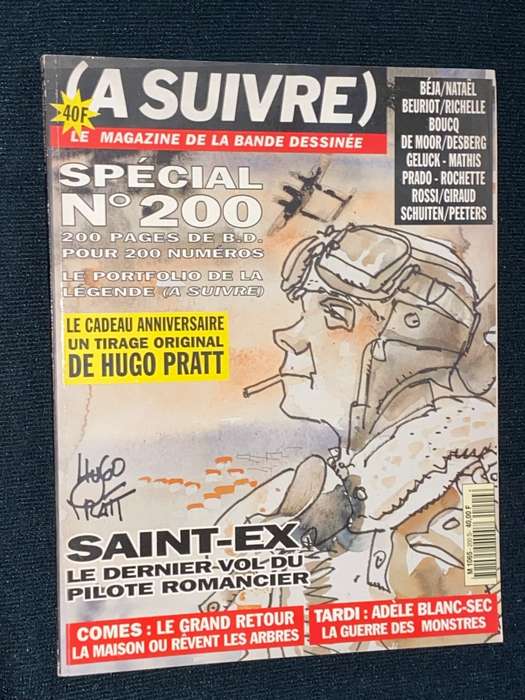 (A SUIVRE)
40F
LE MAGAZINE DE LA BANDE DESSINÉE
BÉJA/NATAËL
BEURIOT/RICHELLE
BOUCQ
DE MOOR/DESBERG
GELUCK - MATHIS
PRADO - ROCHETTE
ROSSI/GIRAUD
SCHUITEN/PEETERS
SPÉCIAL
N° 200
200 PAGES DE B.D.
POUR 200 NUMÉROS
LE PORTFOLIO DE LA
LÉGENDE (A SUIVRE)
LE CADEAU ANNIVERSAIRE
UN TIRAGE ORIGINAL
DE HUGO PRATT
HUGO
PRATT
SAINT-EX
LE DERNIER VOL DU
PILOTE ROMANCIER
COMES : LE GRAND RETOUR
LA MAISON OÙ RÊVENT LES ARBRES
TARDI : ADÈLE BLANC-SEC
LA GUERRE DES MONSTRES
40,00 F